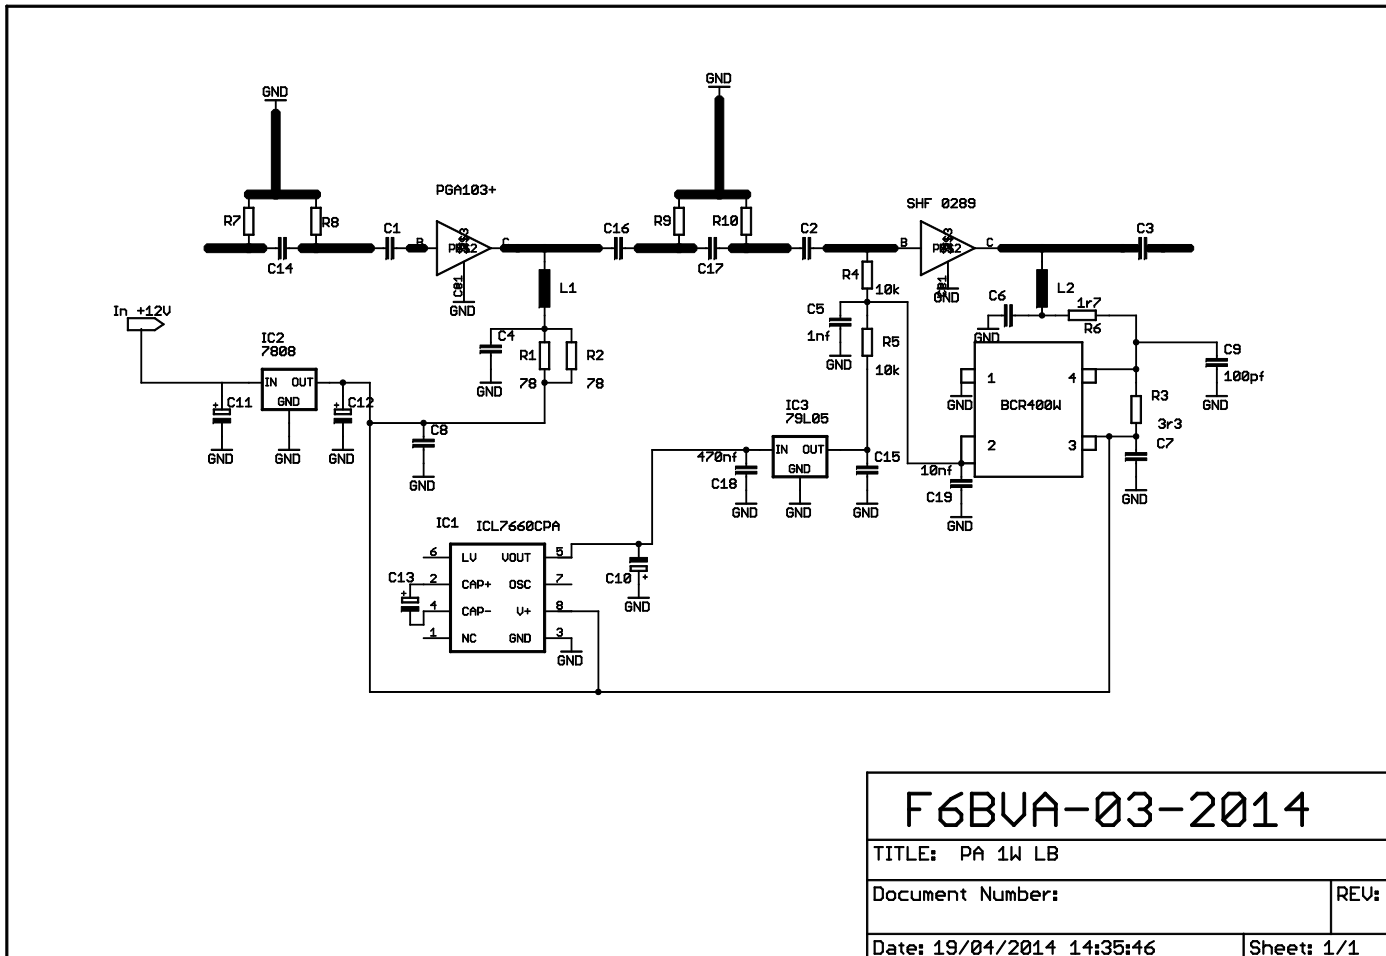 GND
GND
PGA103+
SHF 0289
R7
R8
C1
R9
R10
C16
C2
C3
B
C
B
C
C14
C17
GND
GND
L1
R4
10k
L2
C6
1r7
R6
GND
In +12V
IC2
7808
IN OUT
GND
C11
C12
GND
GND
GND
C4
GND
R1
R2
78
78
C8
GND
C5
1nf
GND
R5
10k
IC3
79L05
IN OUT
GND
470nf
C18
C15
GND
GND
GND
1
2
4
3
BCR400W
GND
10nf
C19
GND
C9
100pf
GND
R3
3r3
C7
GND
IC1
ICL7660CPA
6 LV VOUT 5
2 CAP+ OSC 7
4 CAP- V+ 8
1 NC GND 3
C13
GND
C10
GND
F6BVA-03-2014
TITLE: PA 1W LB
Document Number:
REV:
Date: 19/04/2014 14:35:46
Sheet: 1/1